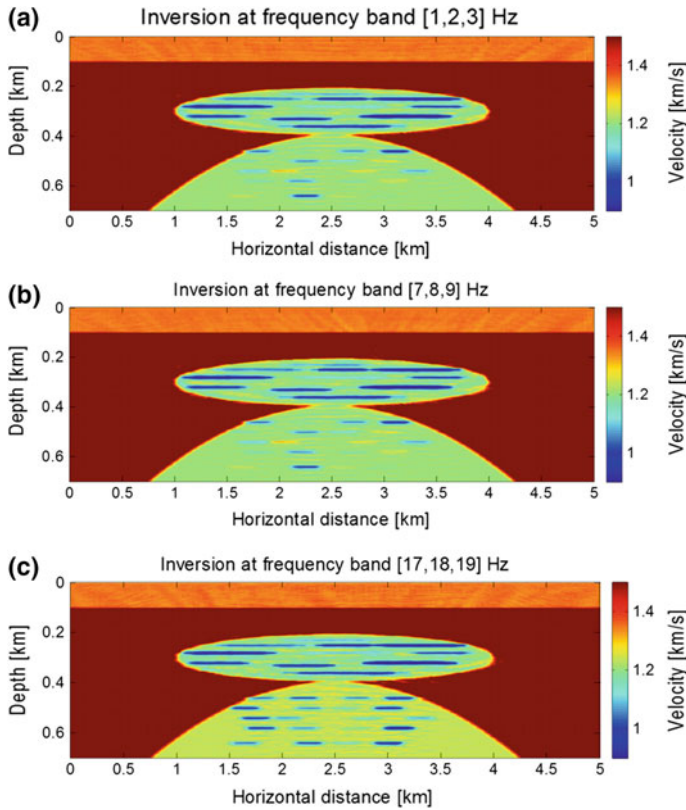 (a)
Inversion at frequency band [1,2,3] Hz
0
0.2
0.4
0.6
Depth [km]
0 0.5 1 1.5 2 2.5 3 3.5 4 4.5 5
Horizontal distance [km]
1.4
1.2
1
Velocity [km/s]
(b)
Inversion at frequency band [7,8,9] Hz
0
0.2
0.4
0.6
Depth [km]
0 0.5 1 1.5 2 2.5 3 3.5 4 4.5 5
Horizontal distance [km]
1.4
1.2
1
Velocity [km/s]
(c)
Inversion at frequency band [17,18,19] Hz
0
0.2
0.4
0.6
Depth [km]
0 0.5 1 1.5 2 2.5 3 3.5 4 4.5 5
Horizontal distance [km]
1.4
1.2
1
Velocity [km/s]